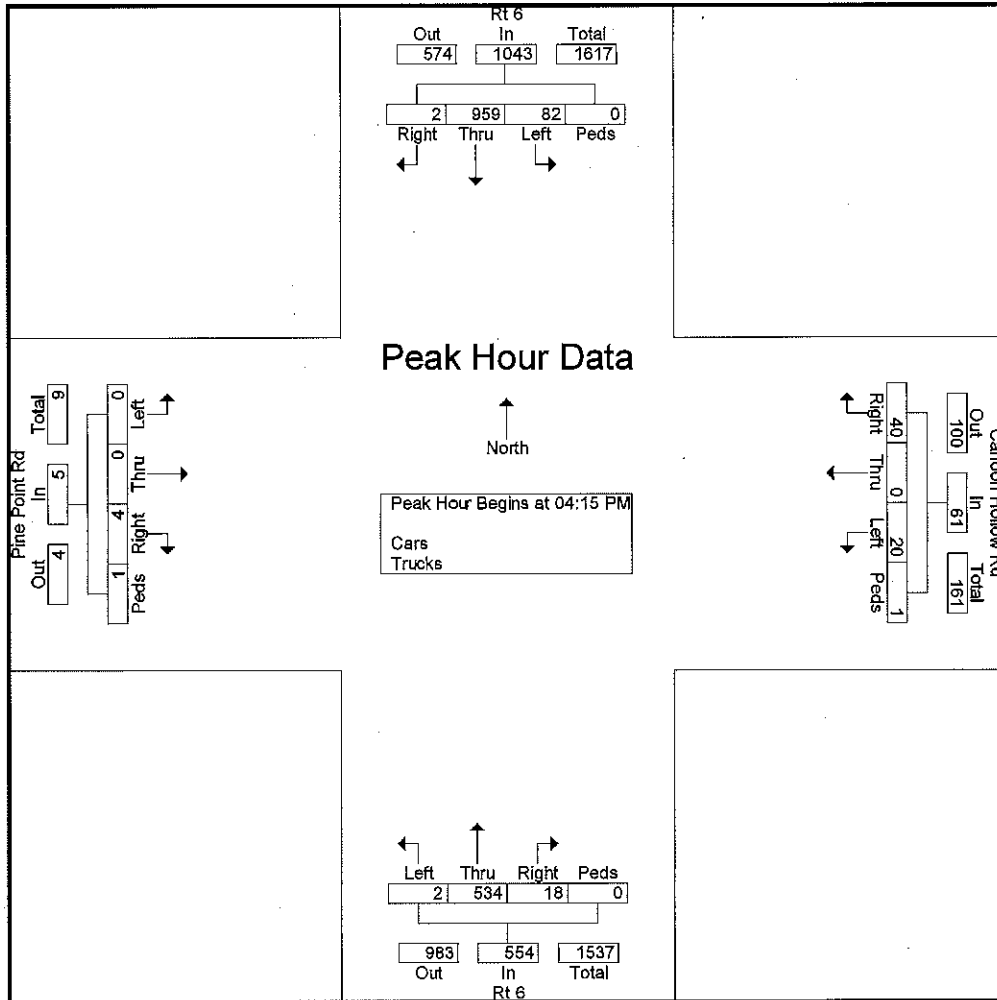 Rt 6
Out In Total
574 1043 1617
2 959 82 0
Right Thru Left Peds
Peak Hour Data
North
Peak Hour Begins at 04:15 PM
Cars
Trucks
Pine Point Rd
Total In Out
9 5 4
0 0 4 1
Left Thru Right Peds
Right Thru Left Peds
40 0 20 1
Out In Total
100 61 161
Hollow Rd
Left Thru Right Peds
2 534 18 0
983 554 1537
Out In Total
Rt 6